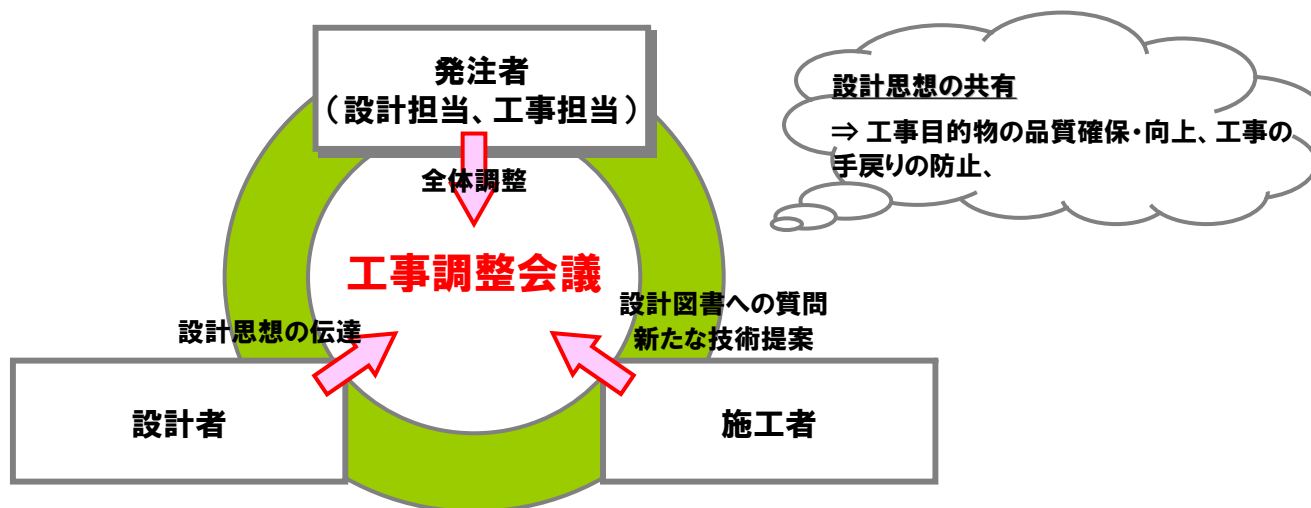 発注者
（設計担当、工事担当）
全体調整
工事調整会議
設計思想の伝達
設計図書への質問
新たな技術提案
設計者
施工者
設計思想の共有
⇒ 工事目的物の品質確保・向上、工事の
手戻りの防止、